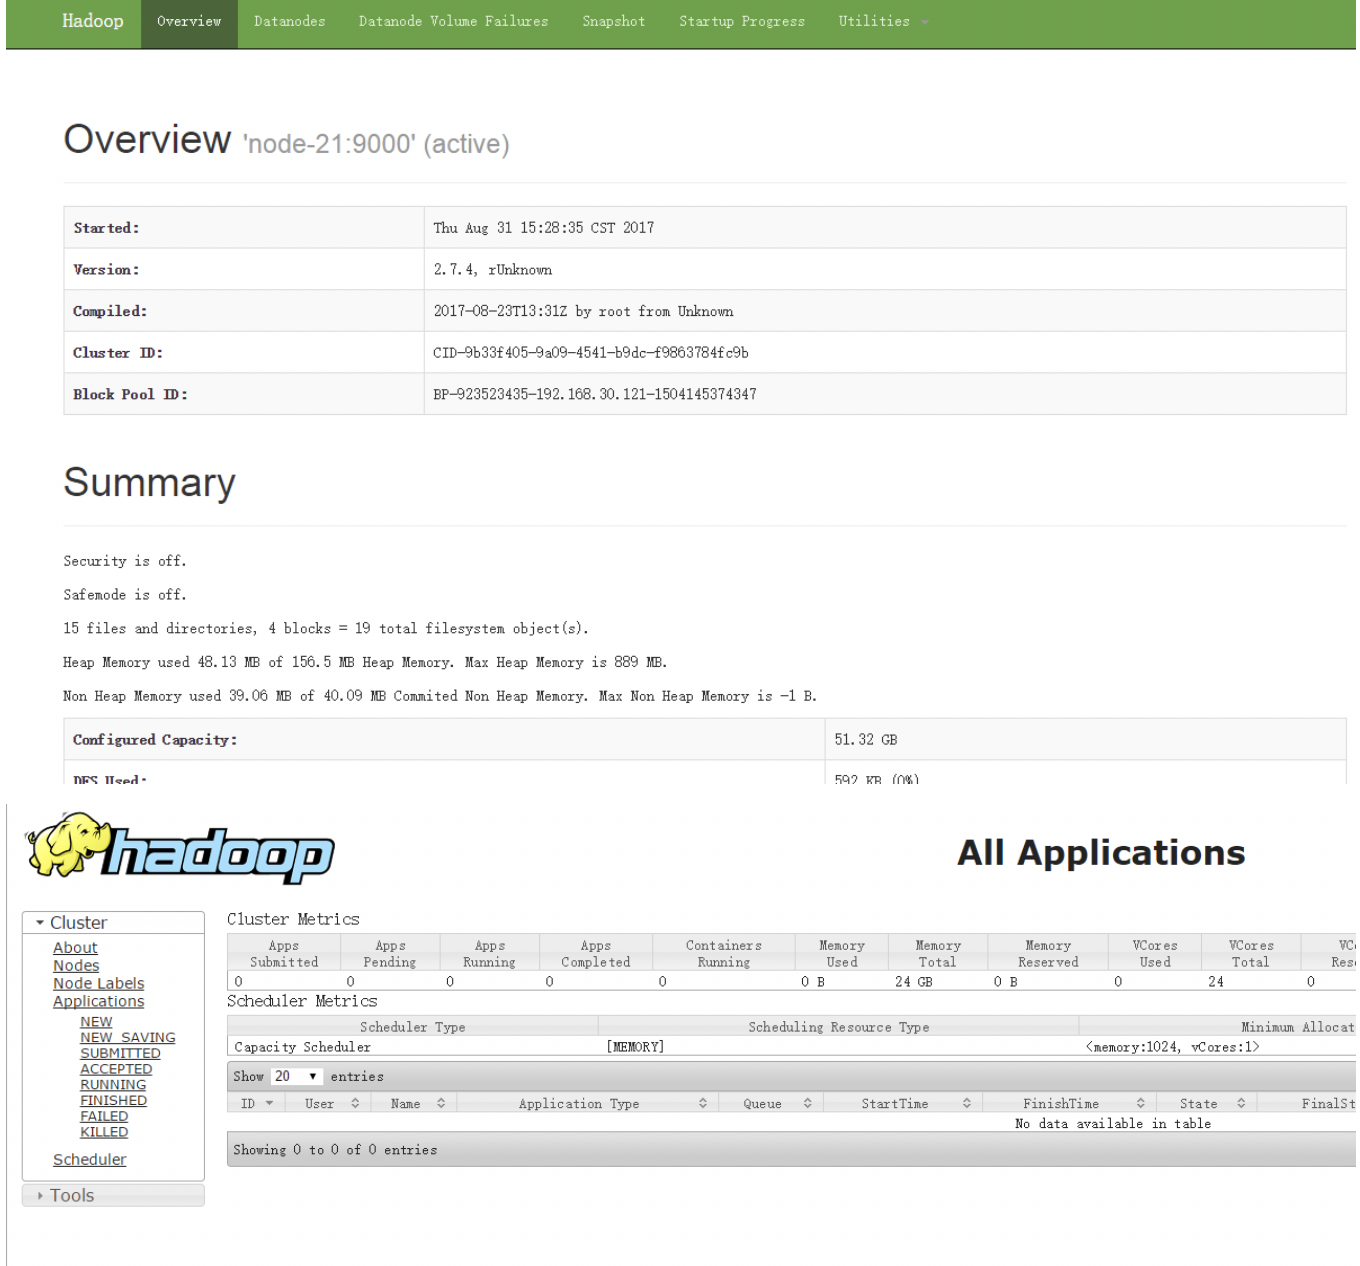 Hadoop Overview Datanodes Datanode Volume Failures Snapshot Startup Progress Utilities
Overview 'node-21:9000' (active)
Started: Thu Aug 31 15:28:35 CST 2017
Version: 2.7.4, rUnknown
Compiled: 2017-08-23T13:31Z by root from Unknown
Cluster ID: CID-9b33f405-9a09-4541-b9dc-f9863784fc9b
Block Pool ID: BP-923523435-192.168.30.121-1504145374347
Summary
Security is off.
Safemode is off.
15 files and directories, 4 blocks = 19 total filesystem object(s).
Heap Memory used 48.13 MB of 156.5 MB Heap Memory. Max Heap Memory is 889 MB.
Non Heap Memory used 39.06 MB of 40.09 MB Commited Non Heap Memory. Max Non Heap Memory is -1 B.
Configured Capacity: 51.32 GB
DFS Used: 592 KB (0%)
hadoop
All Applications
Cluster
About
Nodes
Node Labels
Applications
NEW
NEW_SAVING
SUBMITTED
ACCEPTED
RUNNING
FINISHED
FAILED
KILLED
Scheduler
Tools
Cluster Metrics
Apps Submitted Apps Pending Apps Running Apps Completed Containers Running Memory Used Memory Total Memory Reserved VCores Used VCores Total
0 0 0 0 0 0 B 24 GB 0 B 0 24 0
Scheduler Metrics
Scheduler Type Scheduling Resource Type Minimum Allocat
Capacity Scheduler [MEMORY] <memory:1024, vCores:1>
Show 20 entries
ID User Name Application Type Queue StartTime FinishTime State FinalSt
No data available in table
Showing 0 to 0 of 0 entries